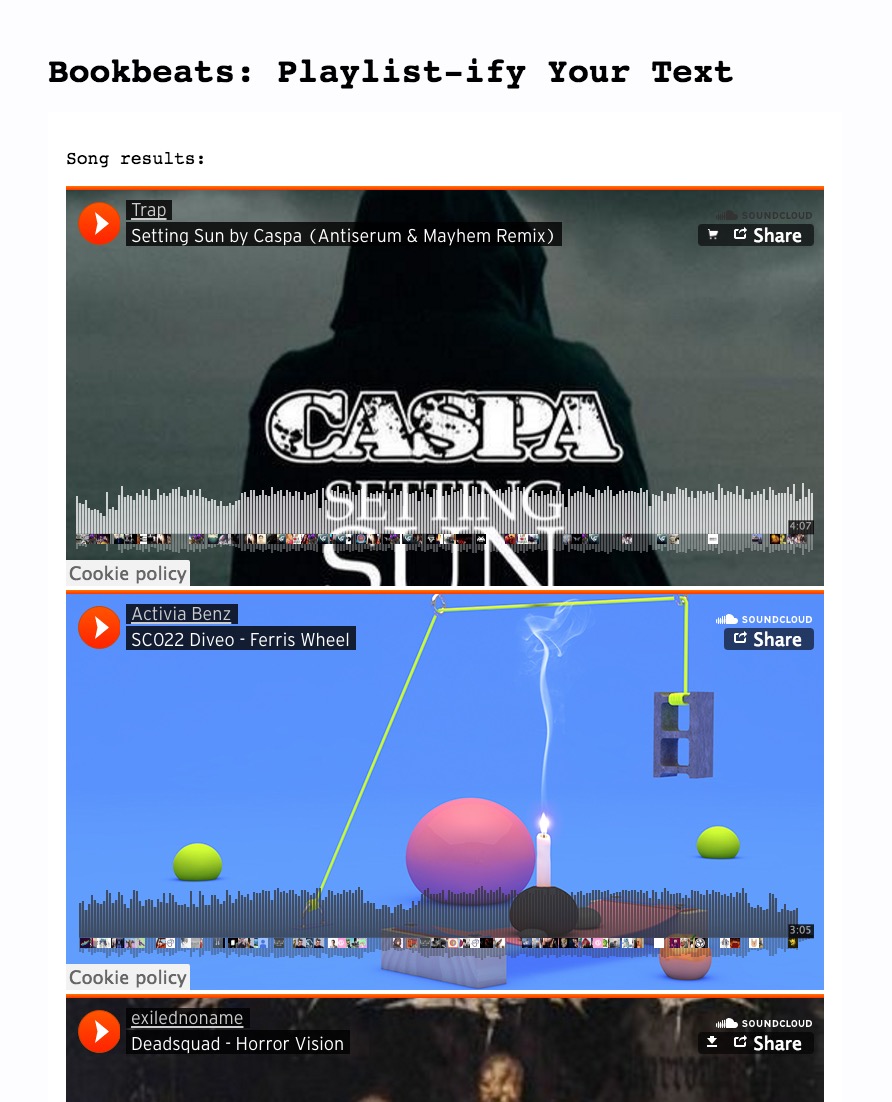 Bookbeats: Playlist-ify Your Text
Song results:
Trap
SOUNDCLOUD
Setting Sun by Caspa (Antiserum & Mayhem Remix)
Share
CASPA
SETTING
SUN
4:07
Cookie policy
Activia Benz
SOUNDCLOUD
SCO22 Diveo - Ferris Wheel
Share
3:05
Cookie policy
exilednoname
SOUNDCLOUD
Deadsquad - Horror Vision
Share